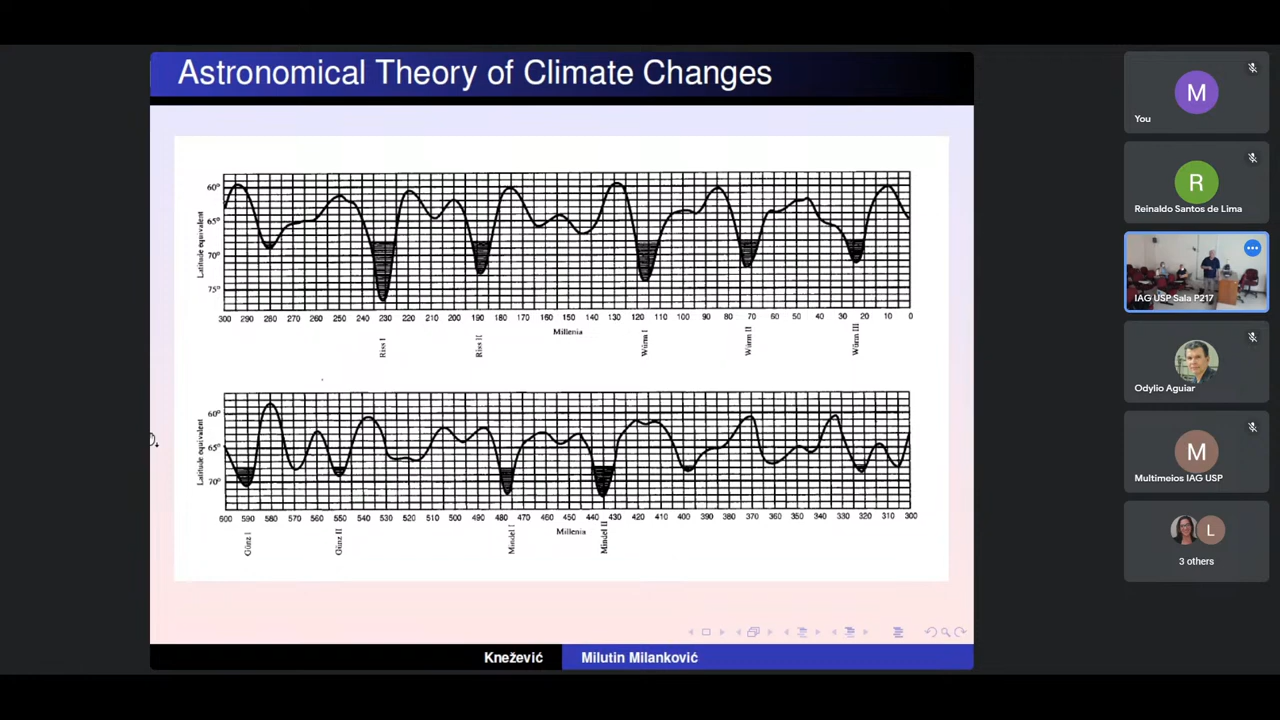 Astronomical Theory of Climate Changes
60°
65°
70°
75°
Latitude equivalent
300 290 280 270 260 250 240 230 220 210 200 190 180 170 160 150 140 130 120 110 100 90 80 70 60 50 40 30 20 10 0
Millenia
Riss I
Riss II
Würm I
Würm II
Würm III
60°
65°
70°
Latitude equivalent
600 590 580 570 560 550 540 530 520 510 500 490 480 470 460 450 440 430 420 410 400 390 380 370 360 350 340 330 320 310 300
Millenia
Günz I
Günz II
Mindel I
Mindel II
Knežević
Milutin Milanković
M
You
R
Reinaldo Santos de Lima
IAG USP Sala P217
Odylio Aguiar
M
Multimeios IAG USP
L
3 others